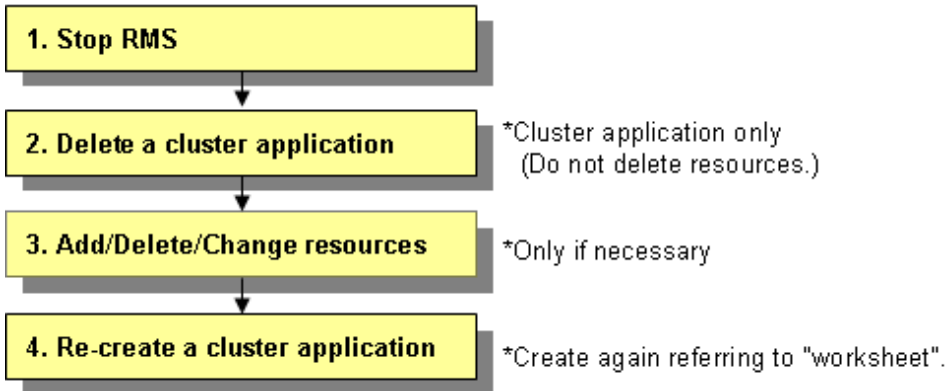 1. Stop RMS
2. Delete a cluster application
*Cluster application only
(Do not delete resources.)
3. Add/Delete/Change resources
*Only if necessary
4. Re-create a cluster application
*Create again referring to "worksheet".